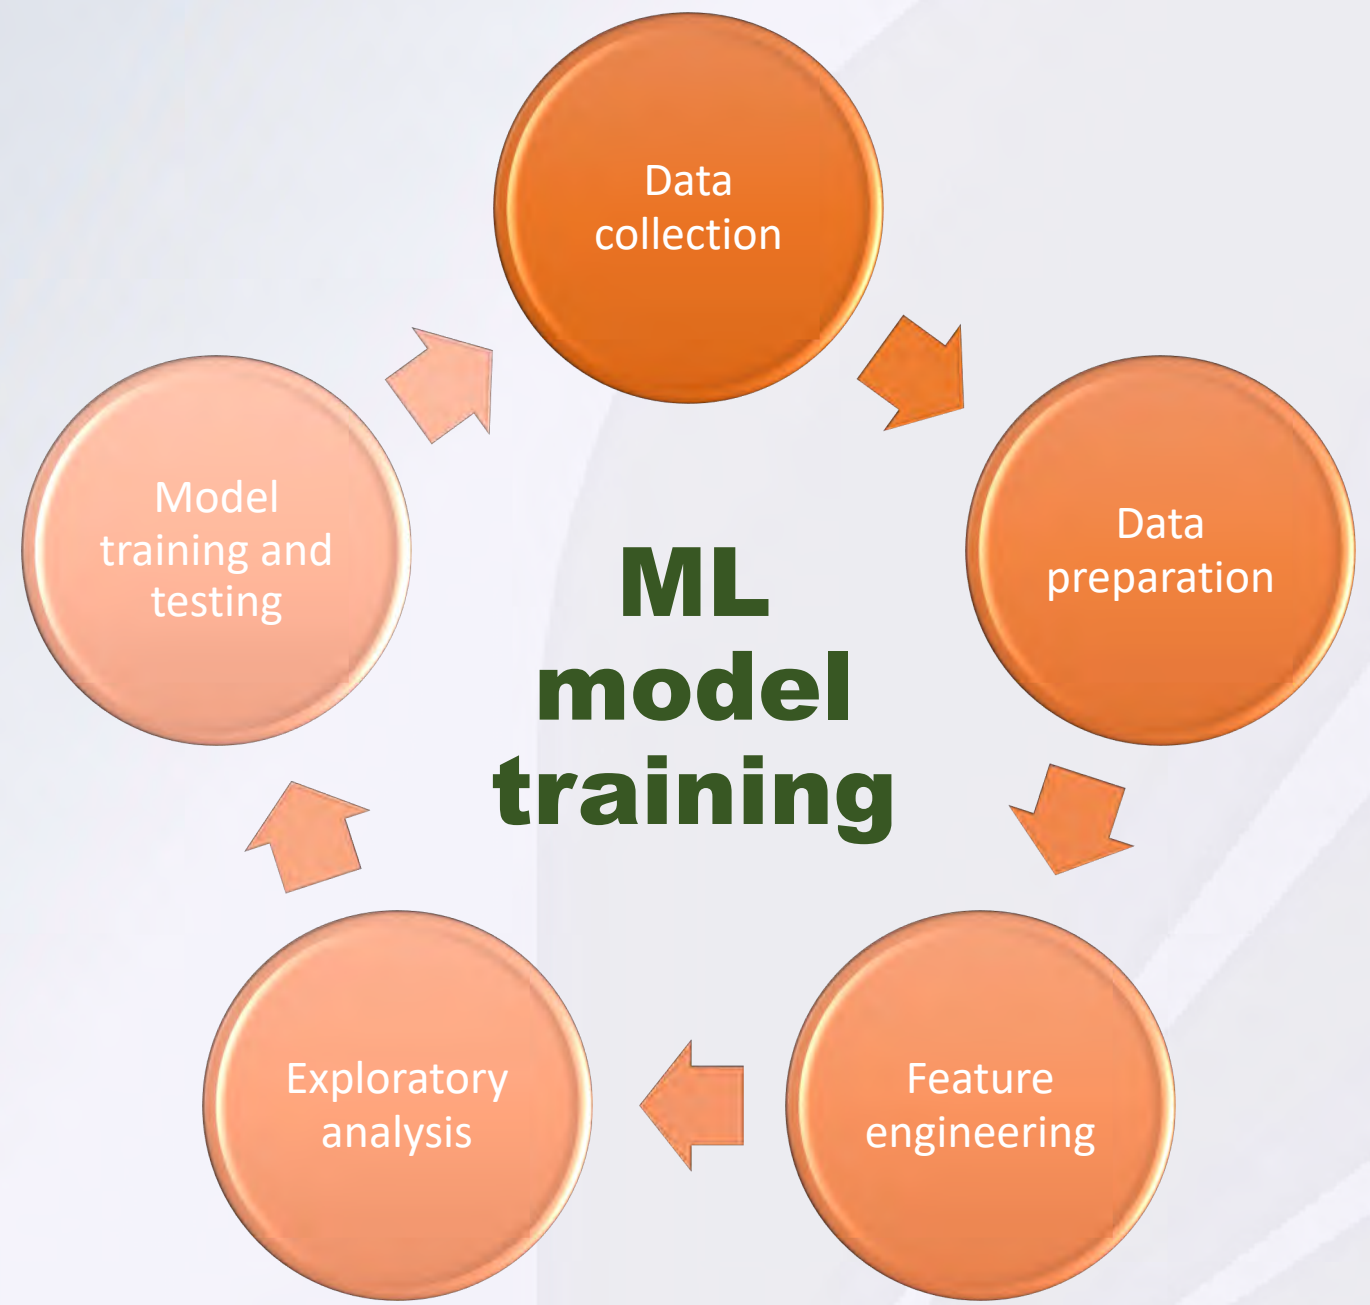 Data
collection
Data
preparation
Feature
engineering
Exploratory
analysis
Model
training and
testing
ML
model
training